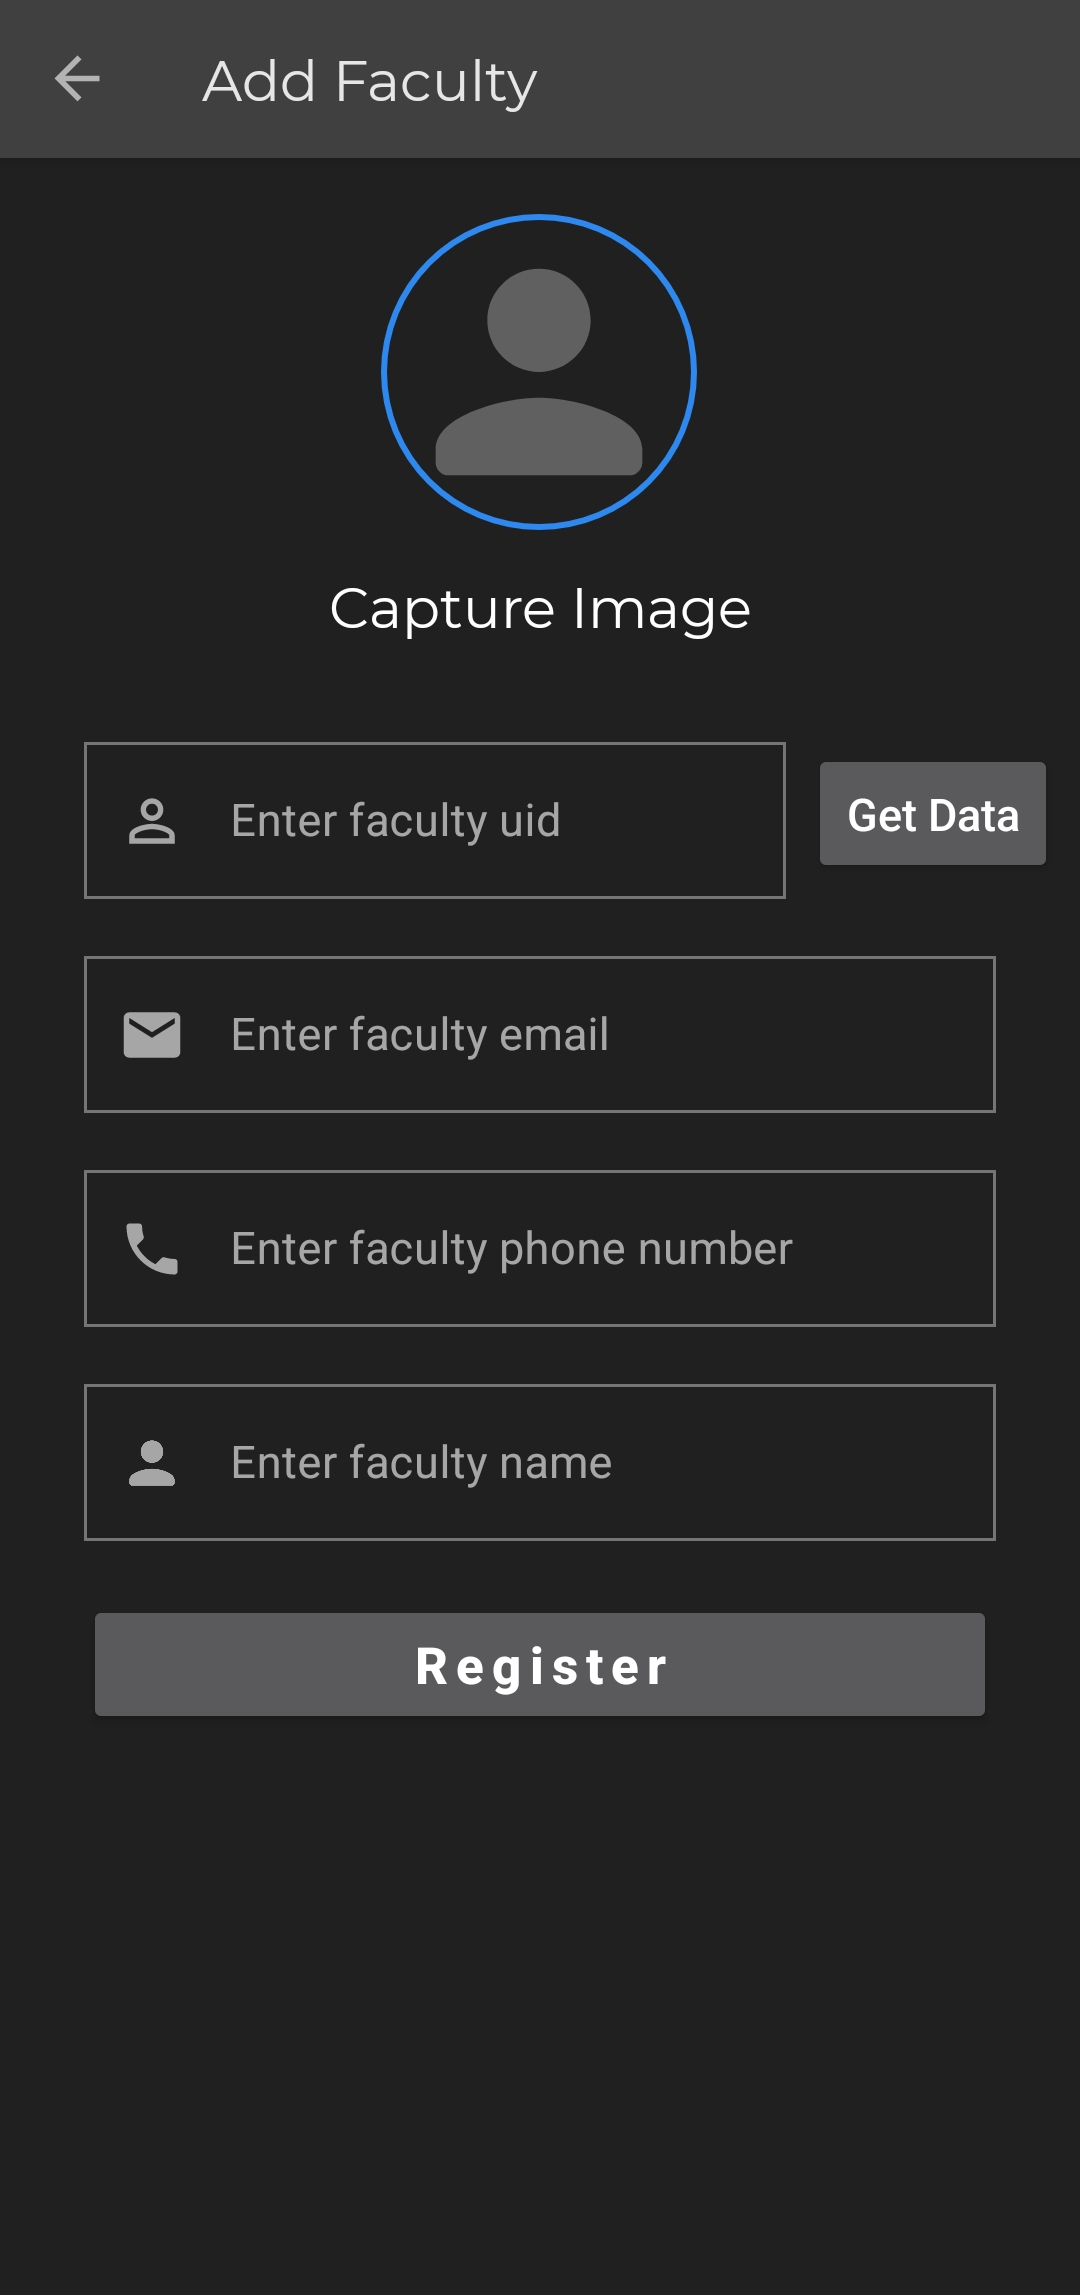 Add Faculty
Capture Image
Enter faculty uid
Get Data
Enter faculty email
Enter faculty phone number
Enter faculty name
Register